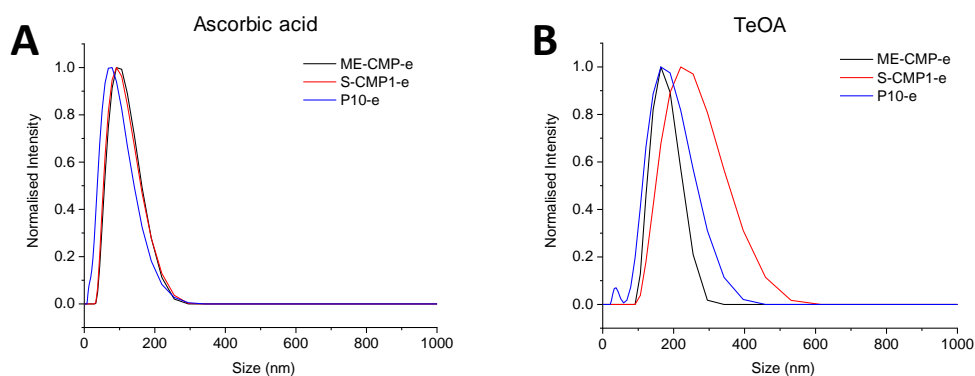 A
Ascorbic acid
ME-CMP-e
S-CMP1-e
P10-e
1.0
0.8
0.6
0.4
0.2
0.0
Normalised Intensity
0 200 400 600 800 1000
Size (nm)
B
TeOA
ME-CMP-e
S-CMP1-e
P10-e
1.0
0.8
0.6
0.4
0.2
0.0
Normalised Intensity
0 200 400 600 800 1000
Size (nm)